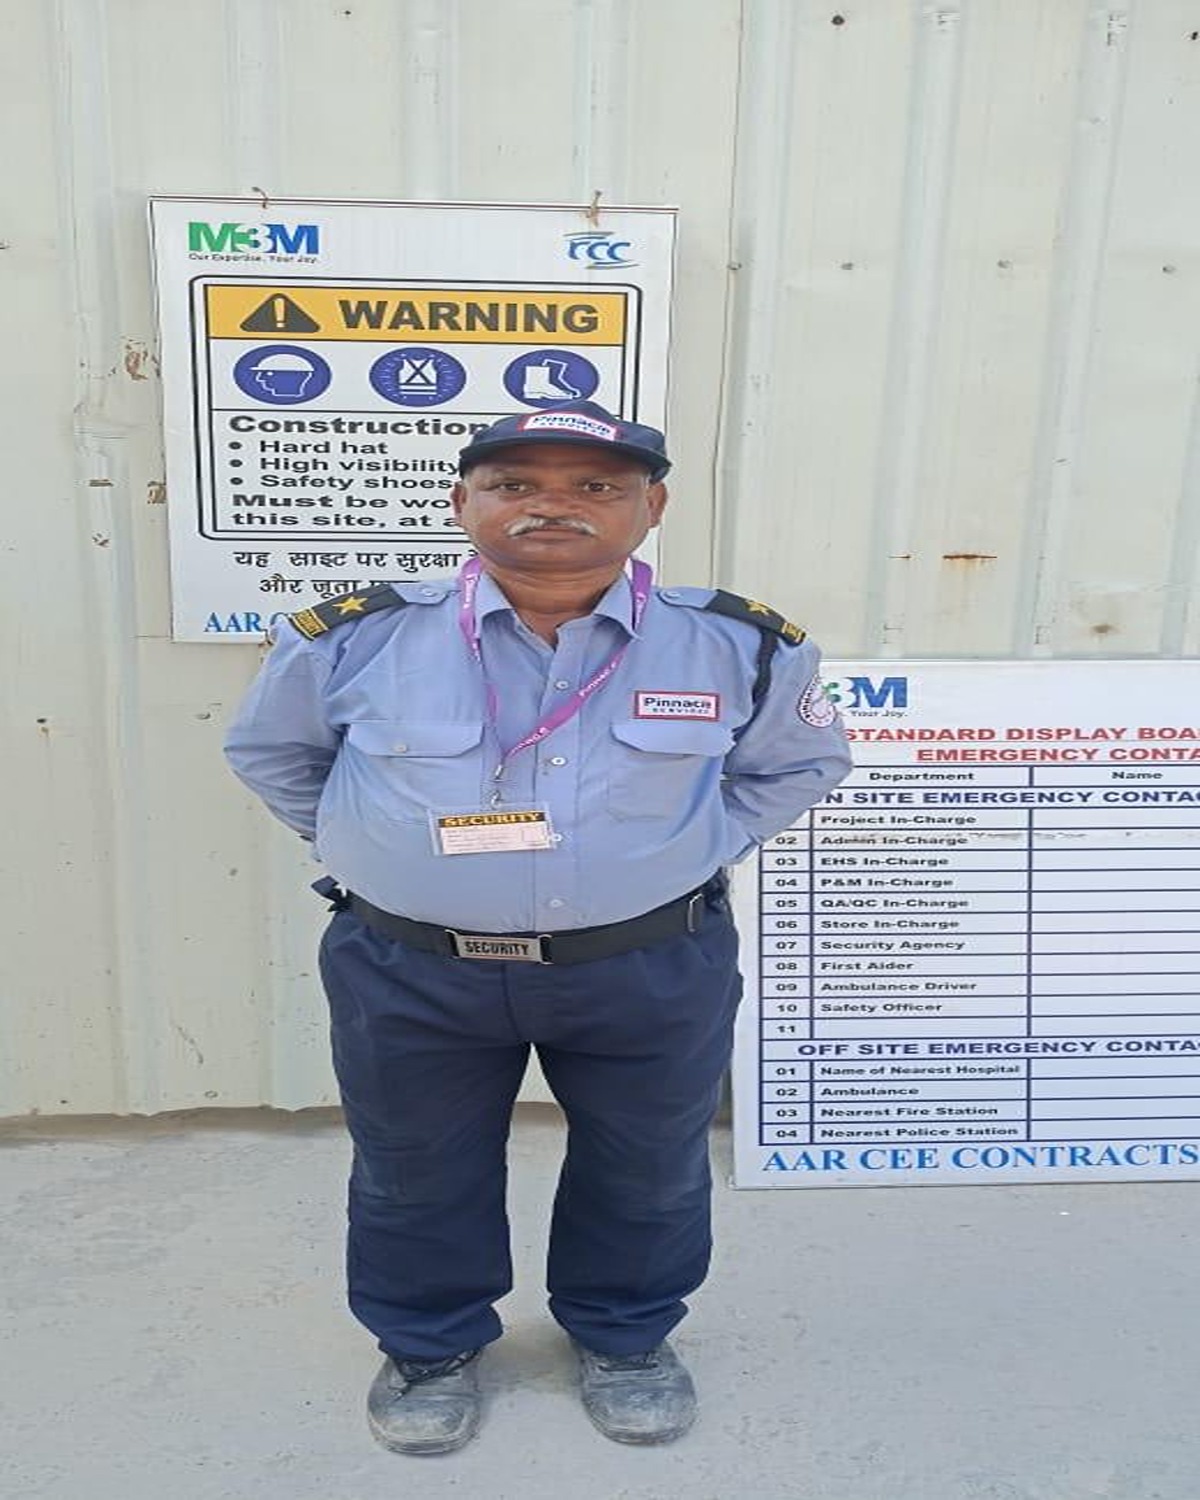 M3M
Our Expertise. Your Joy.
rcc
WARNING
Construction
Hard hat
High visibility
Safety shoes
Must be wo
this site, at a
यह साइट पर सुरक्षा
और जूता
AAR C
Pinnacle
SERVICES
Pinnacle
SERVICES
SECURITY
SECURITY
3M
Your Joy.
STANDARD DISPLAY BOA
EMERGENCY CONTA
Department Name
N SITE EMERGENCY CONTAC
Project In-Charge
02 Admin In-Charge
03 EHS In-Charge
04 P&M In-Charge
05 QA/QC In-Charge
06 Store In-Charge
07 Security Agency
08 First Aider
09 Ambulance Driver
10 Safety Officer
11
OFF SITE EMERGENCY CONTA
01 Name of Nearest Hospital
02 Ambulance
03 Nearest Fire Station
04 Nearest Police Station
AAR CEE CONTRACTS